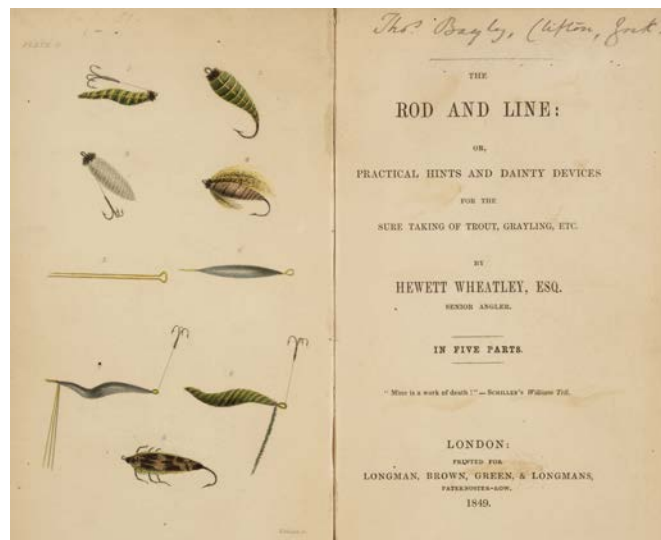 Thos. Bayley, Clifton, York.
THE
ROD AND LINE:
OR,
PRACTICAL HINTS AND DAINTY DEVICES
FOR THE
SURE TAKING OF TROUT, GRAYLING, ETC.
BY
HEWETT WHEATLEY, ESQ.
SENIOR ANGLER.
IN FIVE PARTS.
"Mine is a work of death!"—SCHILLER'S William Tell.
LONDON:
PRINTED FOR
LONGMAN, BROWN, GREEN, & LONGMANS,
PATERNOSTER-ROW.
1849.